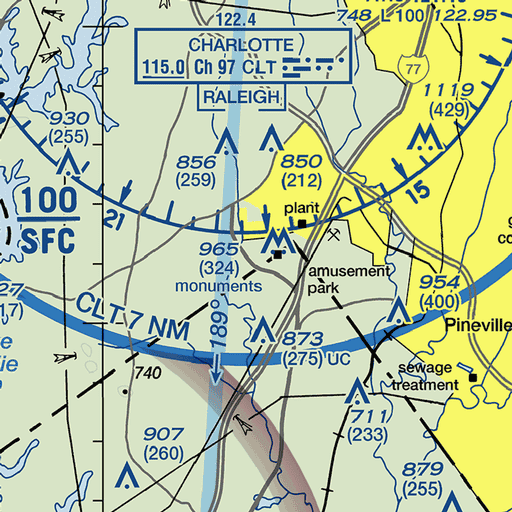 122.4
748 L 100 122.95
CHARLOTTE
115.0 Ch 97 CLT
RALEIGH
77
1119
(429)
930
(255)
856
(259)
850
(212)
15
21
plant
100
SFC
965
(324)
monuments
amusement
park
954
(400)
CLT 7 NM
189°
873
(275) UC
Pineville
740
sewage
treatment
711
(233)
907
(260)
879
(255)